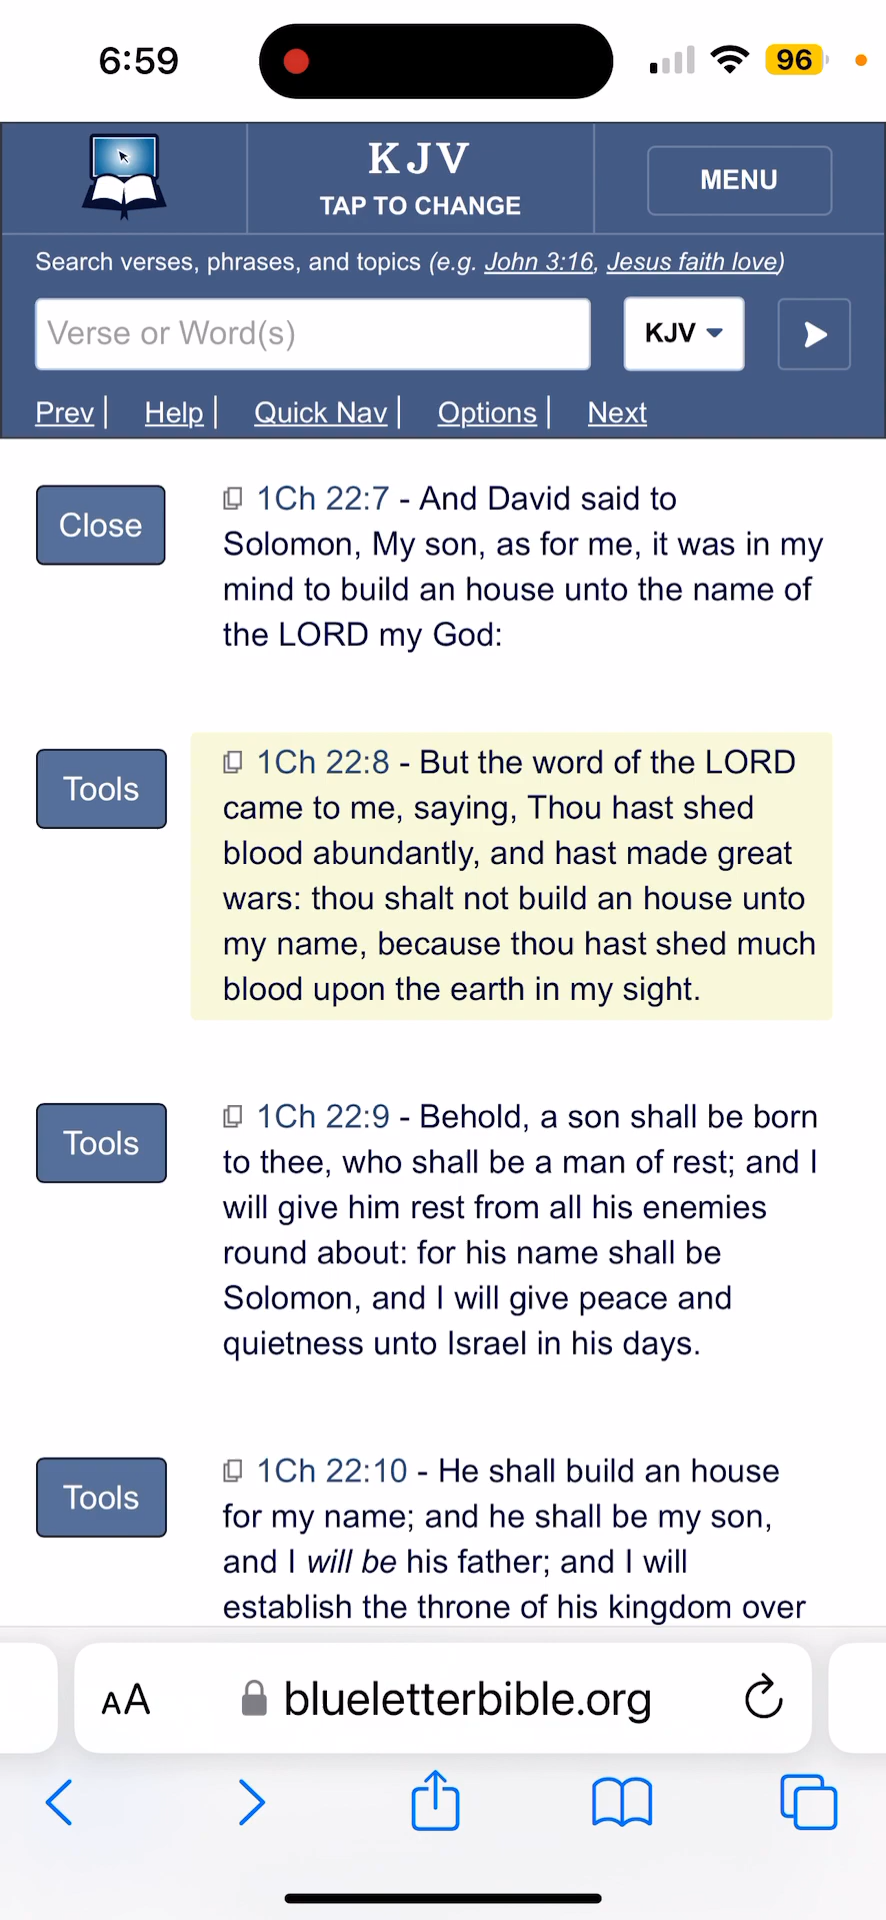 6:59
96
KJV
TAP TO CHANGE
MENU
Search verses, phrases, and topics (e.g. John 3:16, Jesus faith love)
Verse or Word(s)
KJV
Prev |
Help |
Quick Nav |
Options |
Next
Close
1Ch 22:7 - And David said to
Solomon, My son, as for me, it was in my
mind to build an house unto the name of
the LORD my God:
Tools
1Ch 22:8 - But the word of the LORD
came to me, saying, Thou hast shed
blood abundantly, and hast made great
wars: thou shalt not build an house unto
my name, because thou hast shed much
blood upon the earth in my sight.
Tools
1Ch 22:9 - Behold, a son shall be born
to thee, who shall be a man of rest; and I
will give him rest from all his enemies
round about: for his name shall be
Solomon, and I will give peace and
quietness unto Israel in his days.
Tools
1Ch 22:10 - He shall build an house
for my name; and he shall be my son,
and I will be his father; and I will
establish the throne of his kingdom over
AA
blueletterbible.org